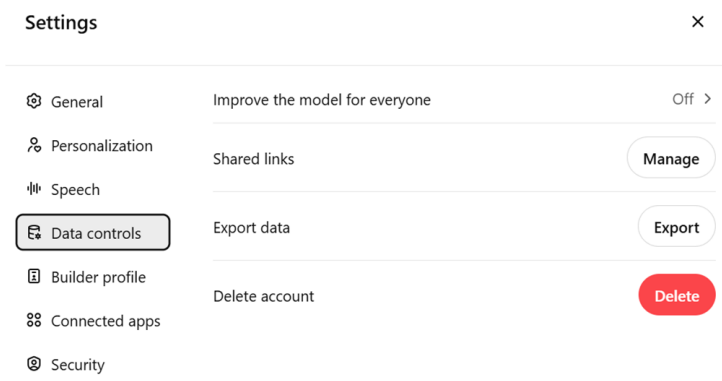 Settings
General
Personalization
Speech
Data controls
Builder profile
Connected apps
Security
Improve the model for everyone Off
Shared links Manage
Export data Export
Delete account Delete